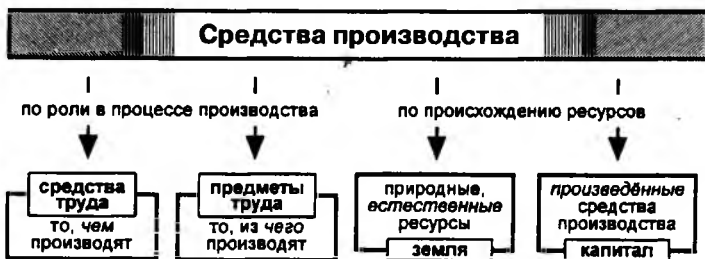 Средства производства
по роли в процессе производства
по происхождению ресурсов
средства
труда
то, чем
производят
предметы
труда
то, из чего
производят
природные,
естественные
ресурсы
земля
произведённые
средства
производства
капитал